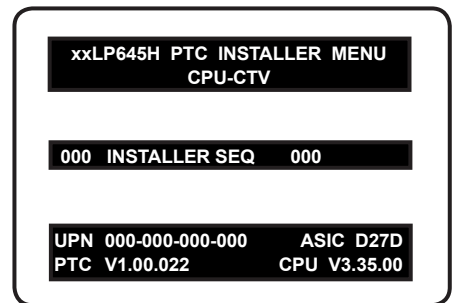 xxLP645H PTC INSTALLER MENU
CPU-CTV
000 INSTALLER SEQ 000
UPN 000-000-000-000 ASIC D27D
PTC V1.00.022 CPU V3.35.00